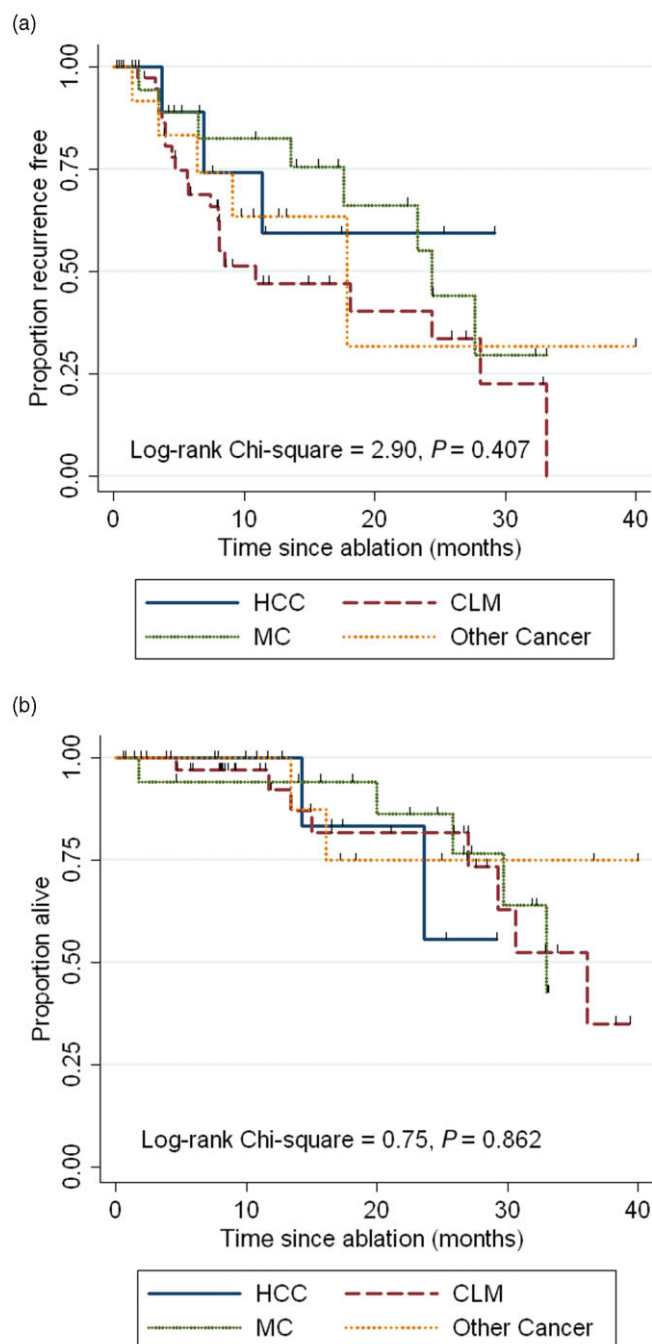 (a)
1.00
0.75
0.50
0.25
0.00
Proportion recurrence free
Log-rank Chi-square = 2.90, P = 0.407
0 10 20 30 40
Time since ablation (months)
HCC CLM
MC Other Cancer
(b)
1.00
0.75
0.50
0.25
0.00
Proportion alive
Log-rank Chi-square = 0.75, P = 0.862
0 10 20 30 40
Time since ablation (months)
HCC CLM
MC Other Cancer